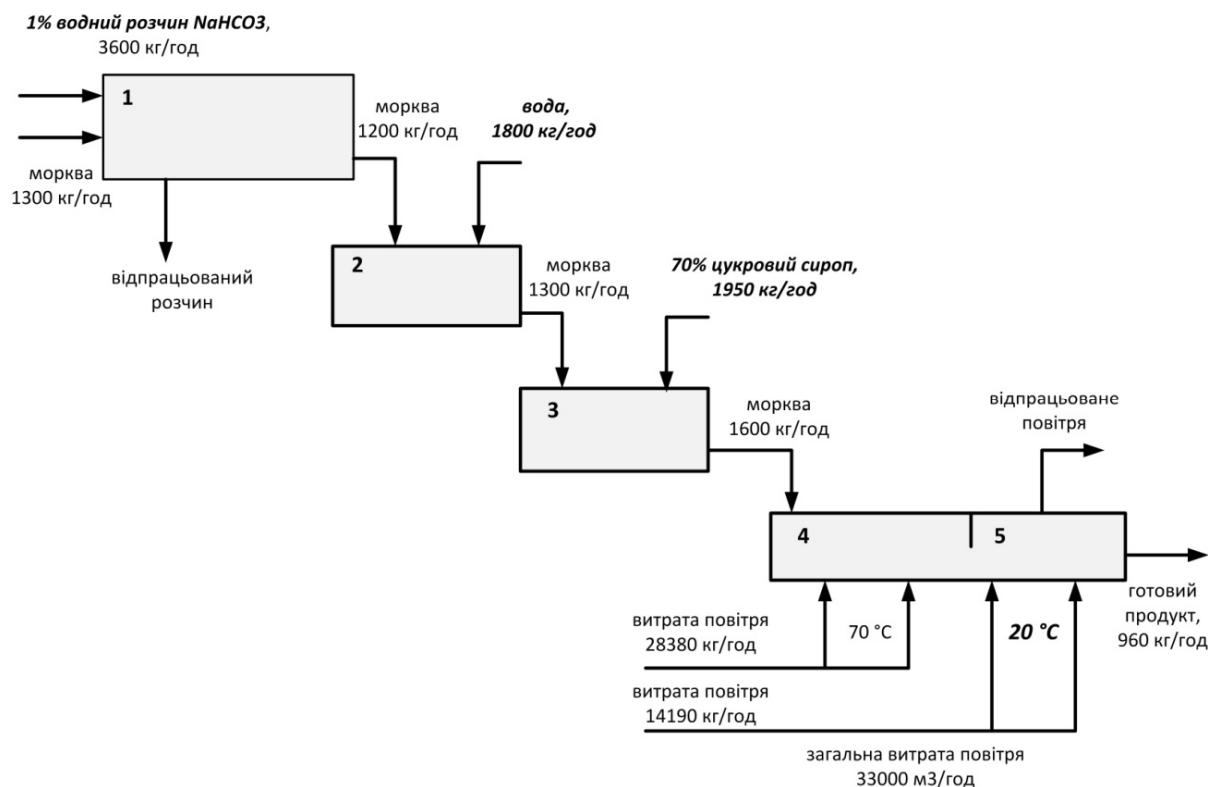 1% водний розчин NaHCO3,
3600 кг/год
1
морква
1300 кг/год
відпрацьований
розчин
морква
1200 кг/год
вода,
1800 кг/год
2
морква
1300 кг/год
70% цукровий сироп,
1950 кг/год
3
морква
1600 кг/год
відпрацьоване
повітря
4
5
готовий
продукт,
960 кг/год
витрата повітря
28380 кг/год
70 °C
20 °C
витрата повітря
14190 кг/год
загальна витрата повітря
33000 м3/год